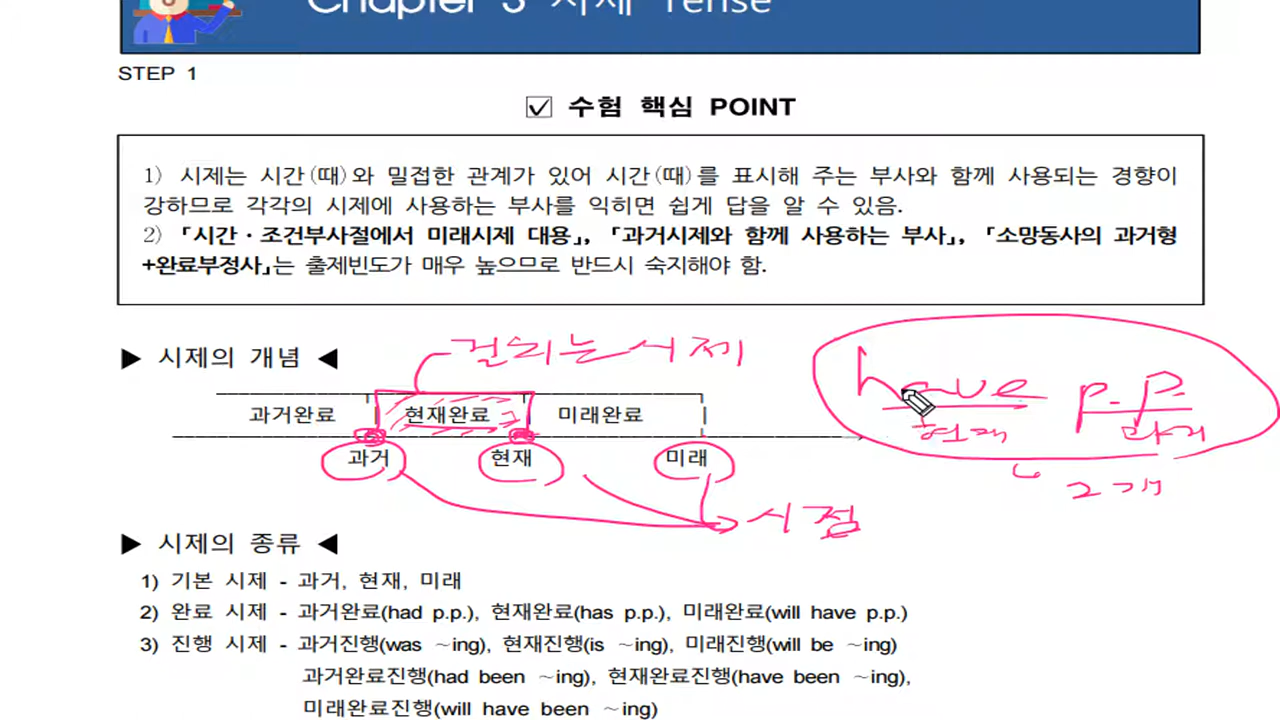 Chapter 3 시제 Tense
STEP 1
☑ 수험 핵심 POINT
1) 시제는 시간(때)와 밀접한 관계가 있어 시간(때)를 표시해 주는 부사와 함께 사용되는 경향이
강하므로 각각의 시제에 사용하는 부사를 익히면 쉽게 답을 알 수 있음.
2) 「시간·조건부사절에서 미래시제 대용」, 「과거시제와 함께 사용하는 부사」, 「소망동사의 과거형
+완료부정사」는 출제빈도가 매우 높으므로 반드시 숙지해야 함.
▶ 시제의 개념 ◀
걸쳐있는 시제
have p.p
현재 과거
2개
과거완료 현재완료 미래완료
과거 현재 미래
시점
▶ 시제의 종류 ◀
1) 기본 시제 - 과거, 현재, 미래
2) 완료 시제 - 과거완료(had p.p.), 현재완료(has p.p.), 미래완료(will have p.p.)
3) 진행 시제 - 과거진행(was ~ing), 현재진행(is ~ing), 미래진행(will be ~ing)
과거완료진행(had been ~ing), 현재완료진행(have been ~ing),
미래완료진행(will have been ~ing)